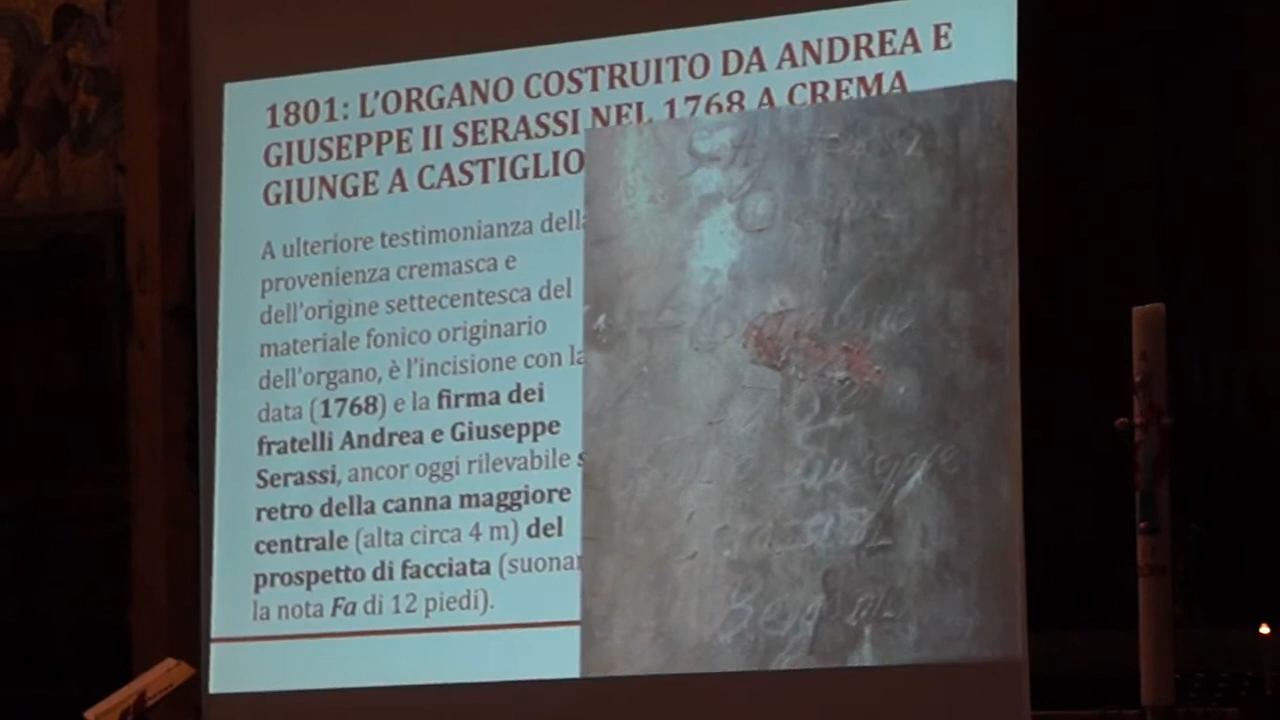 1801: L'ORGANO COSTRUITO DA ANDREA E
GIUSEPPE II SERASSI NEL 1768 A CREMA
GIUNGE A CASTIGLIO
A ulteriore testimonianza della
provenienza cremasca e
dell'origine settecentesca del
materiale fonico originario
dell'organo, è l'incisione con la
data (1768) e la firma dei
fratelli Andrea e Giuseppe
Serassi, ancor oggi rilevabile s
retro della canna maggiore
centrale (alta circa 4 m) del
prospetto di facciata (suonan
la nota Fa di 12 piedi).